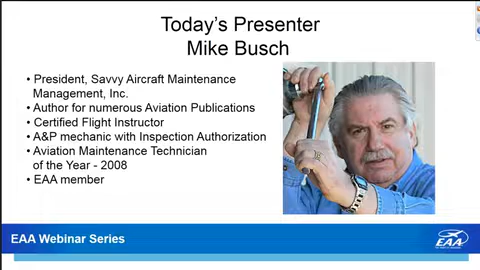 Today's Presenter
Mike Busch
• President, Savvy Aircraft Maintenance
Management, Inc.
• Author for numerous Aviation Publications
• Certified Flight Instructor
• A&P mechanic with Inspection Authorization
• Aviation Maintenance Technician
of the Year - 2008
• EAA member
EAA Webinar Series
EAA